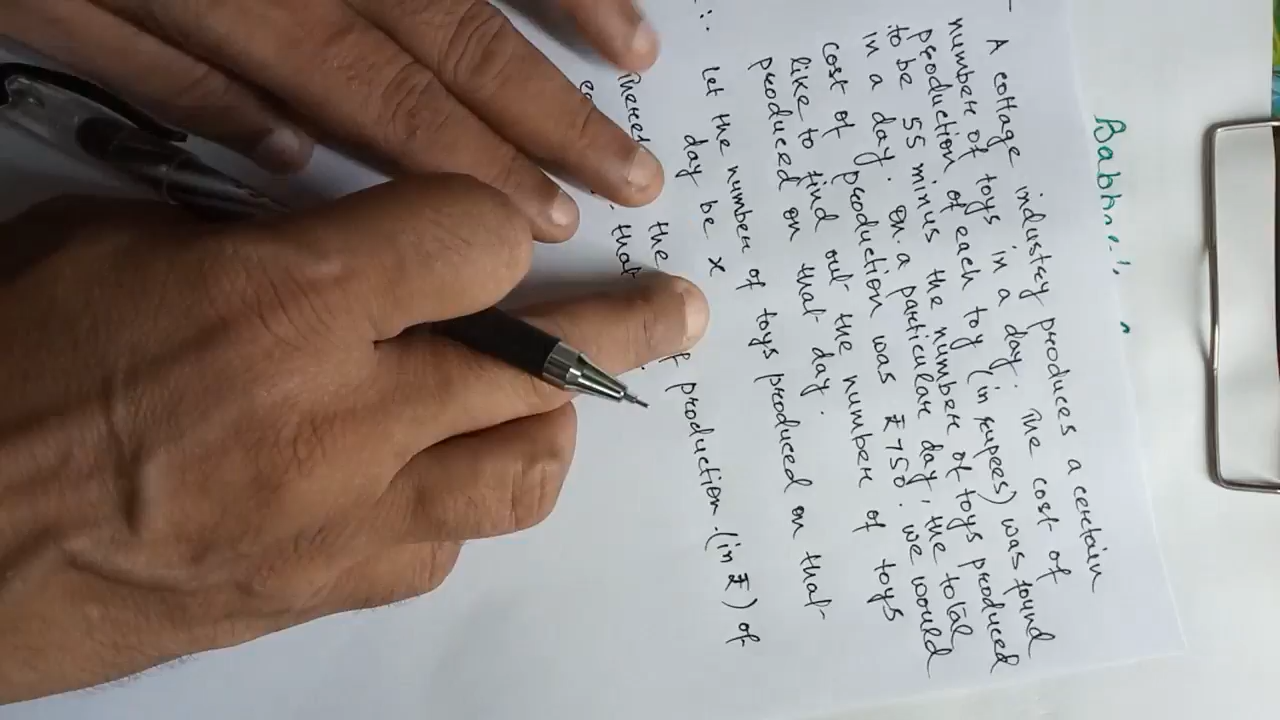 A cottage industry produces a certain
number of toys in a day. The cost of
production of each toy (in rupees) was found
to be 55 minus the number of toys produced
in a day. On a particular day, the total
cost of production was ₹750. We would
like to find out the number of toys
produced on that day.
Let the number of toys produced on that
day be x
the production (in ₹) of
that